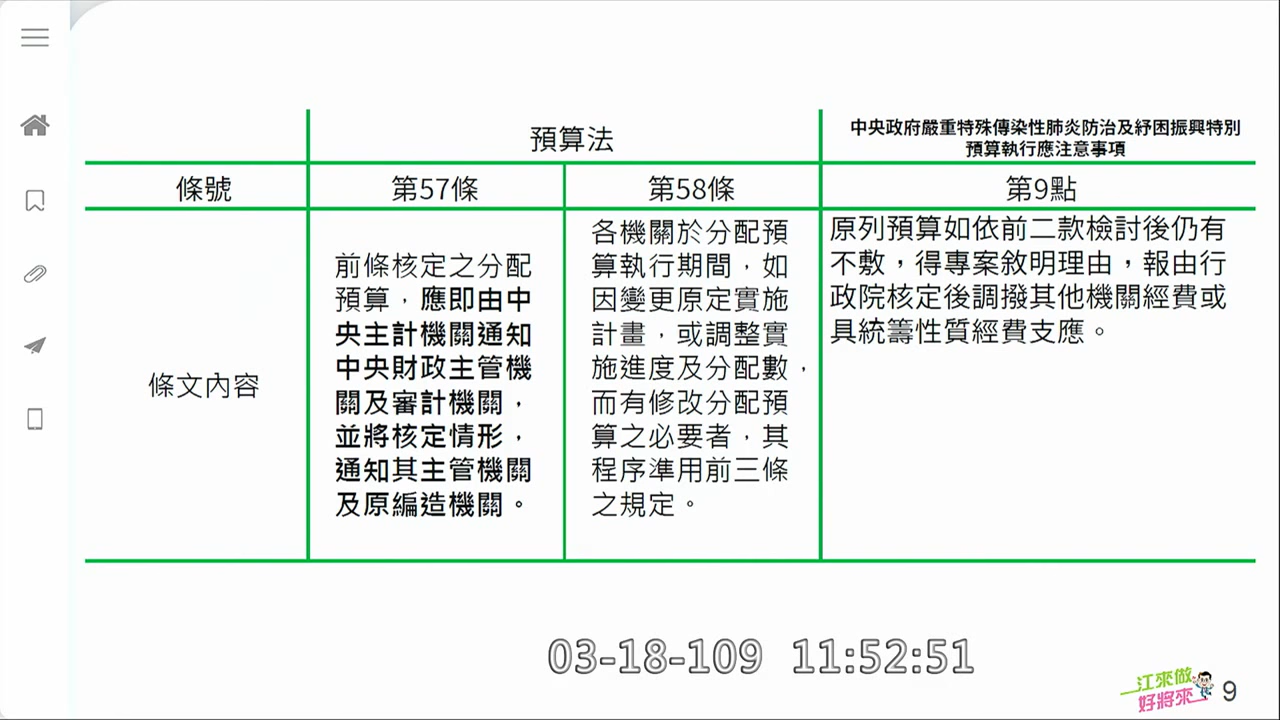 預算法
中央政府嚴重特殊傳染性肺炎防治及紓困振興特別
預算執行應注意事項
條號
第57條
第58條
第9點
條文內容
前條核定之分配
預算，應即由中
央主計機關通知
中央財政主管機
關及審計機關，
並將核定情形，
通知其主管機關
及原編造機關。
各機關於分配預
算執行期間，如
因變更原定實施
計畫，或調整實
施進度及分配數，
而有修改分配預
算之必要者，其
程序準用前三條
之規定。
原列預算如依前二款檢討後仍有
不敷，得專案敘明理由，報由行
政院核定後調撥其他機關經費或
具統籌性質經費支應。
03-18-109 11:52:51
江來做
好將來
9